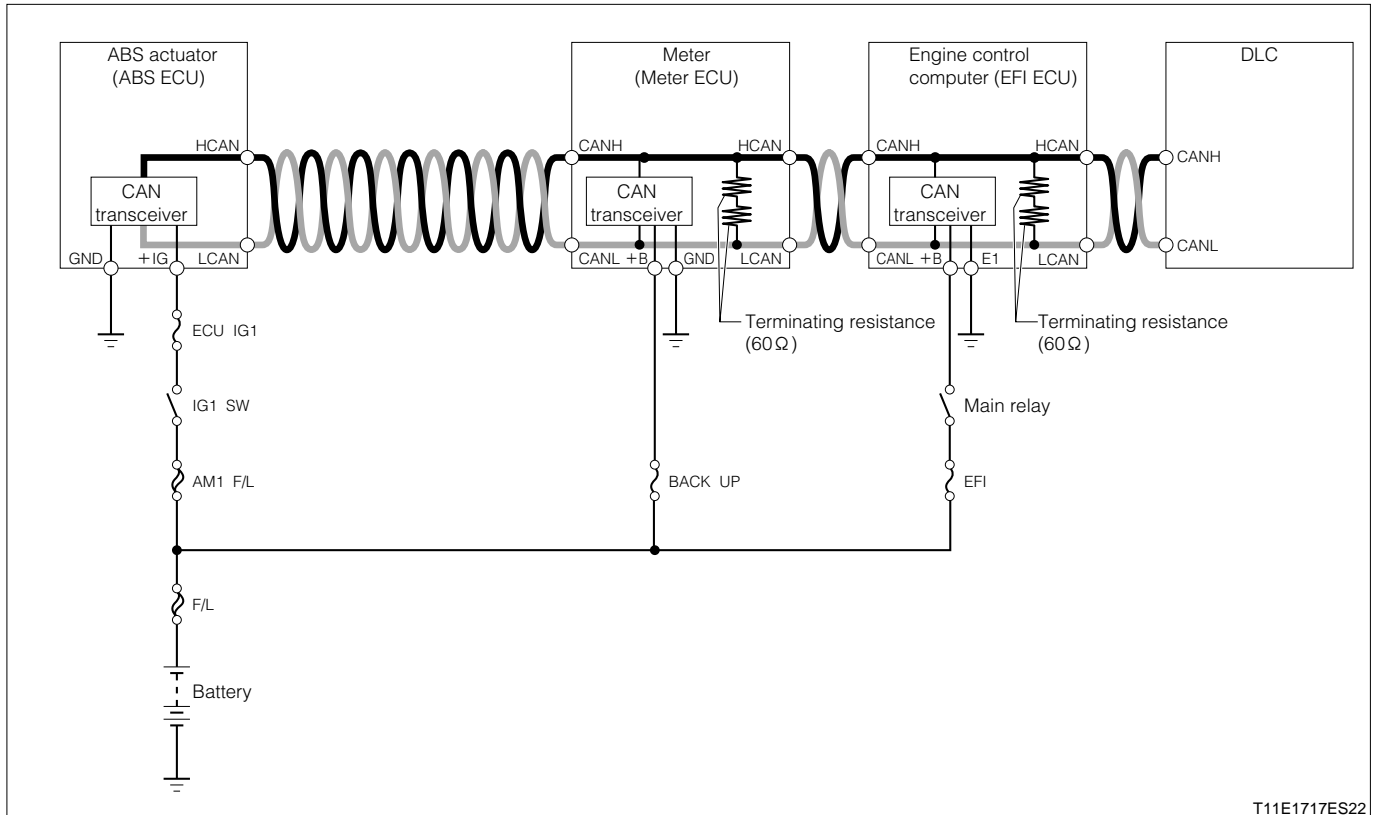 ABS actuator
(ABS ECU)
Meter
(Meter ECU)
Engine control
computer (EFI ECU)
DLC
HCAN
CANH
HCAN
CANH
HCAN
CANH
CAN
transceiver
CAN
transceiver
CAN
transceiver
GND
+IG
LCAN
CANL
+B
GND
LCAN
CANL
+B
E1
LCAN
CANL
Terminating resistance
(60Ω)
Terminating resistance
(60Ω)
ECU IG1
IG1 SW
Main relay
AM1 F/L
BACK UP
EFI
F/L
Battery
T11E1717ES22